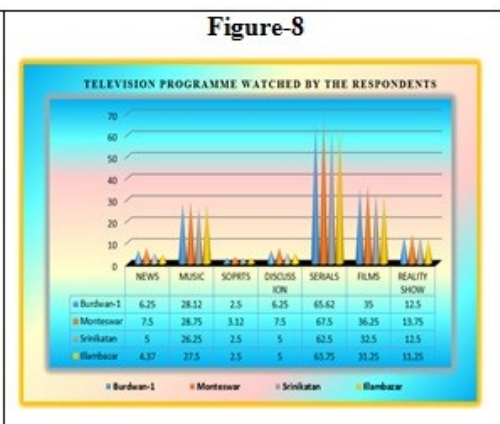 Figure-8
TELEVISION PROGRAMME WATCHED BY THE RESPONDENTS
70
60
50
40
30
20
10
0
NEWS MUSIC SOPRTS DISCUSS ION SERIALS FILMS REALITY SHOW
Burdwan-1 6.25 28.12 2.5 6.25 65.62 35 12.5
Monteswar 7.5 28.75 3.12 7.5 67.5 36.25 13.75
Srinikatan 5 26.25 2.5 5 62.5 32.5 12.5
Illambazar 4.37 27.5 2.5 5 63.75 31.25 11.25
Burdwan-1 Monteswar Srinikatan Illambazar